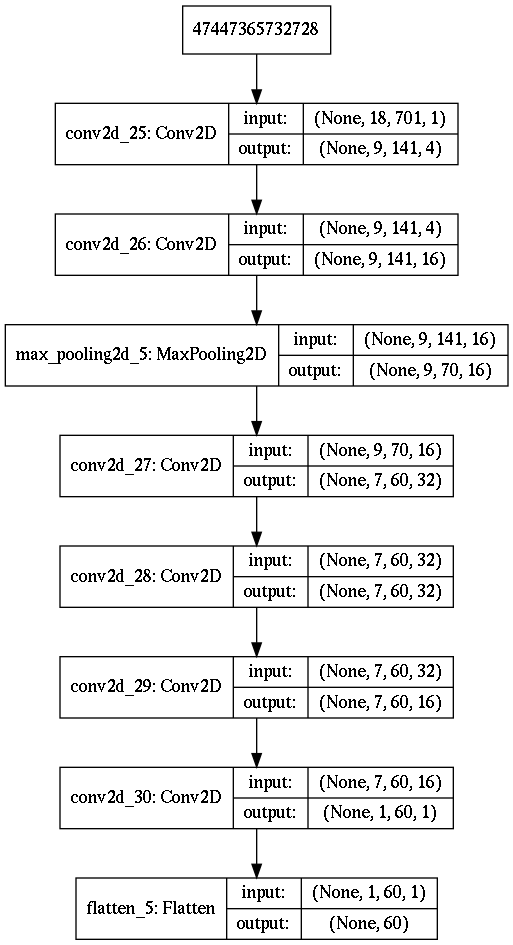 47447365732728
conv2d_25: Conv2D
input: (None, 18, 701, 1)
output: (None, 9, 141, 4)
conv2d_26: Conv2D
input: (None, 9, 141, 4)
output: (None, 9, 141, 16)
max_pooling2d_5: MaxPooling2D
input: (None, 9, 141, 16)
output: (None, 9, 70, 16)
conv2d_27: Conv2D
input: (None, 9, 70, 16)
output: (None, 7, 60, 32)
conv2d_28: Conv2D
input: (None, 7, 60, 32)
output: (None, 7, 60, 32)
conv2d_29: Conv2D
input: (None, 7, 60, 32)
output: (None, 7, 60, 16)
conv2d_30: Conv2D
input: (None, 7, 60, 16)
output: (None, 1, 60, 1)
flatten_5: Flatten
input: (None, 1, 60, 1)
output: (None, 60)